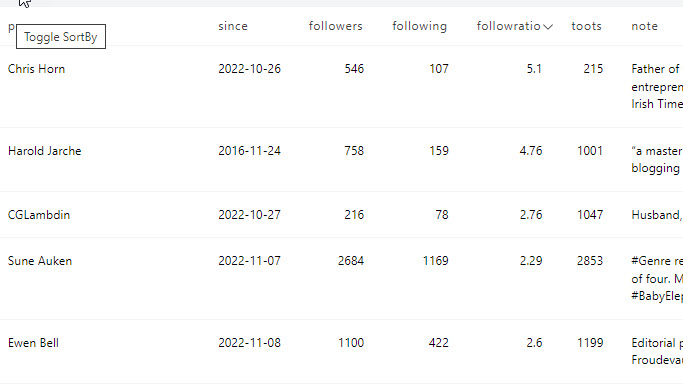 p since followers following followratio toots note
Toggle SortBy
Chris Horn 2022-10-26 546 107 5.1 215 Father of
entrepren
Irish Time
Harold Jarche 2016-11-24 758 159 4.76 1001 "a master
blogging
CGLambdin 2022-10-27 216 78 2.76 1047 Husband,
Sune Auken 2022-11-07 2684 1169 2.29 2853 #Genre re
of four. M
#BabyElep
Ewen Bell 2022-11-08 1100 422 2.6 1199 Editorial p
Froudevau